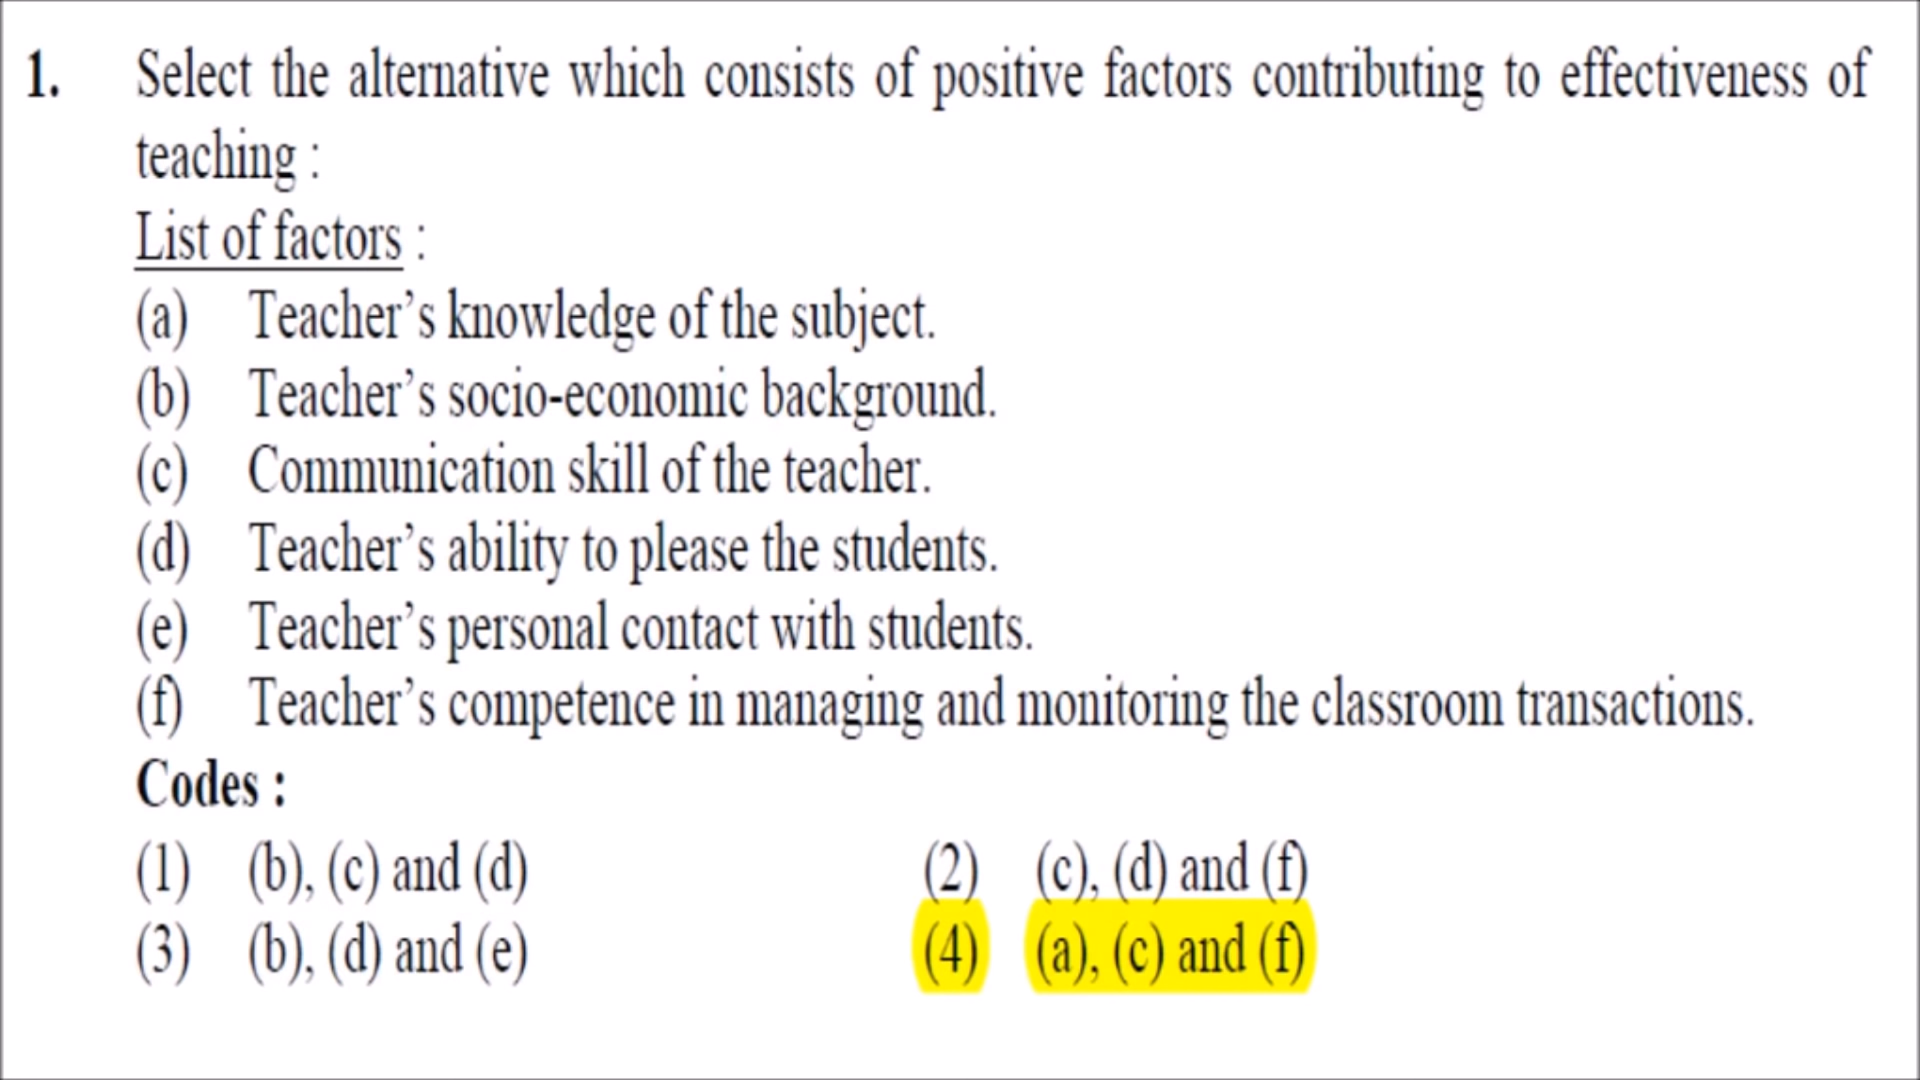 1. Select the alternative which consists of positive factors contributing to effectiveness of
teaching :
List of factors :
(a) Teacher’s knowledge of the subject.
(b) Teacher’s socio-economic background.
(c) Communication skill of the teacher.
(d) Teacher’s ability to please the students.
(e) Teacher’s personal contact with students.
(f) Teacher’s competence in managing and monitoring the classroom transactions.
Codes :
(1) (b), (c) and (d) (2) (c), (d) and (f)
(3) (b), (d) and (e) (4) (a), (c) and (f)